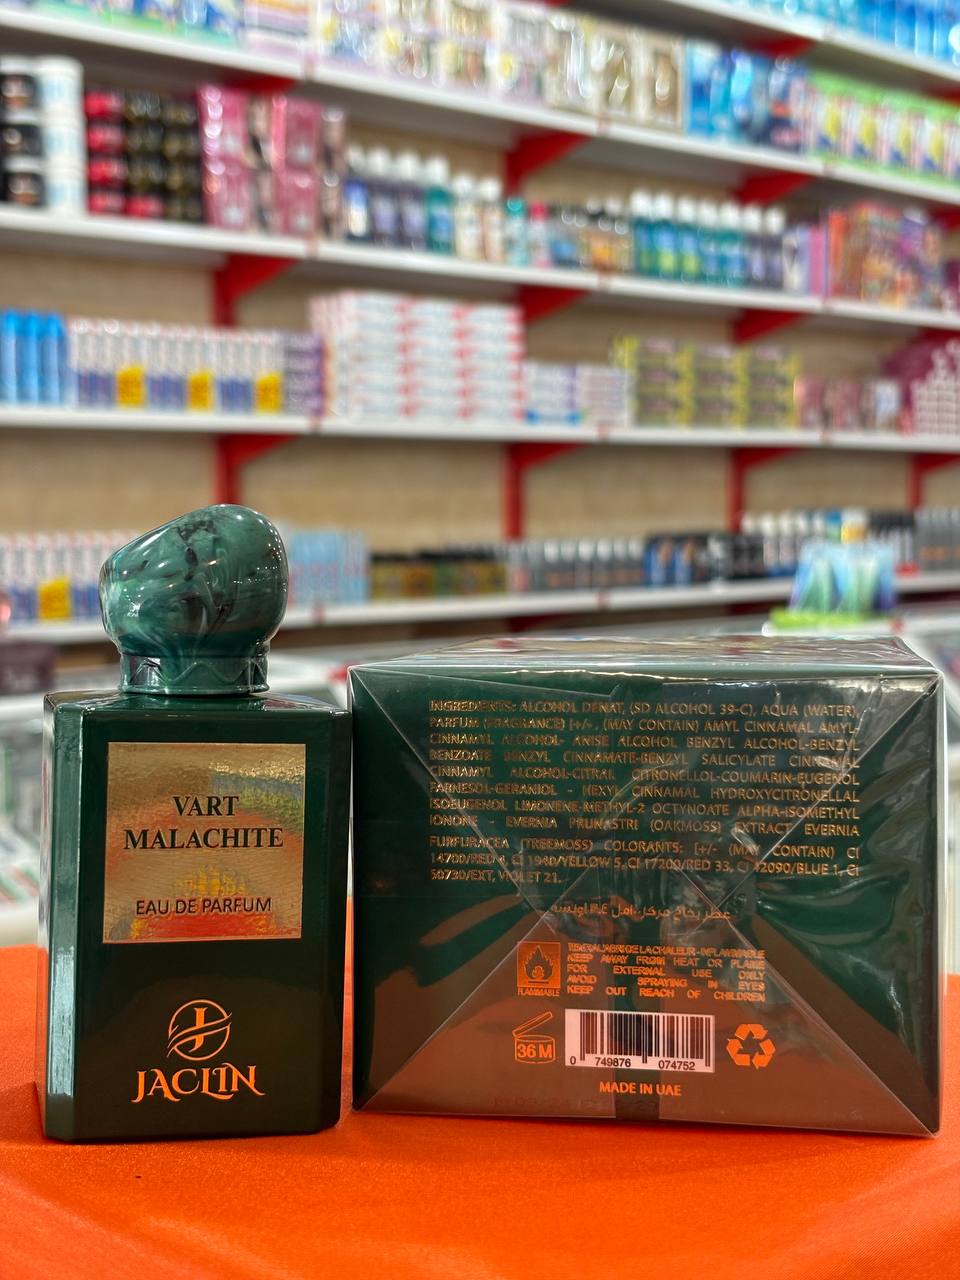 VART
MALACHITE
EAU DE PARFUM
JACLIN
INGREDIENTS: ALCOHOL DENAT, (SD ALCOHOL 39-C), AQUA (WATER),
PARFUM (FRAGRANCE) [+/- , (MAY CONTAIN) AMYL CINNAMAL AMYL-
CINNAMYL ALCOHOL- ANISE ALCOHOL BENZYL ALCOHOL-BENZYL
BENZOATE BENZYL CINNAMATE-BENZYL SALICYLATE CINNAMAL
CINNAMYL ALCOHOL-CITRAL CITRONELLOL-COUMARIN-EUGENOL
FARNESOL-GERANIOL - HEXYL CINNAMAL HYDROXYCITRONELLAL
ISOEUGENOL LIMONENE-METHYL-2 OCTYNOATE ALPHA-ISOMETHYL
IONONE - EVERNIA PRUNASTRI (OAKMOSS) EXTRACT EVERNIA
FURFURACEA (TREEMOSS) COLORANTS: [+/- (MAY CONTAIN) CI
14700/RED 4, CI 1940/YELLOW 5, CI 17200/RED 33, CI 42090/BLUE 1, CI
50730/EXT, VIOLET 21.
عطر بخاخ مركز
KEEP AWAY FROM HEAT OR FLAME
FOR EXTERNAL USE ONLY
AVOID SPRAYING IN EYES
KEEP OUT REACH OF CHILDREN
FLAMMABLE
36 M
0 749876 074752
MADE IN UAE